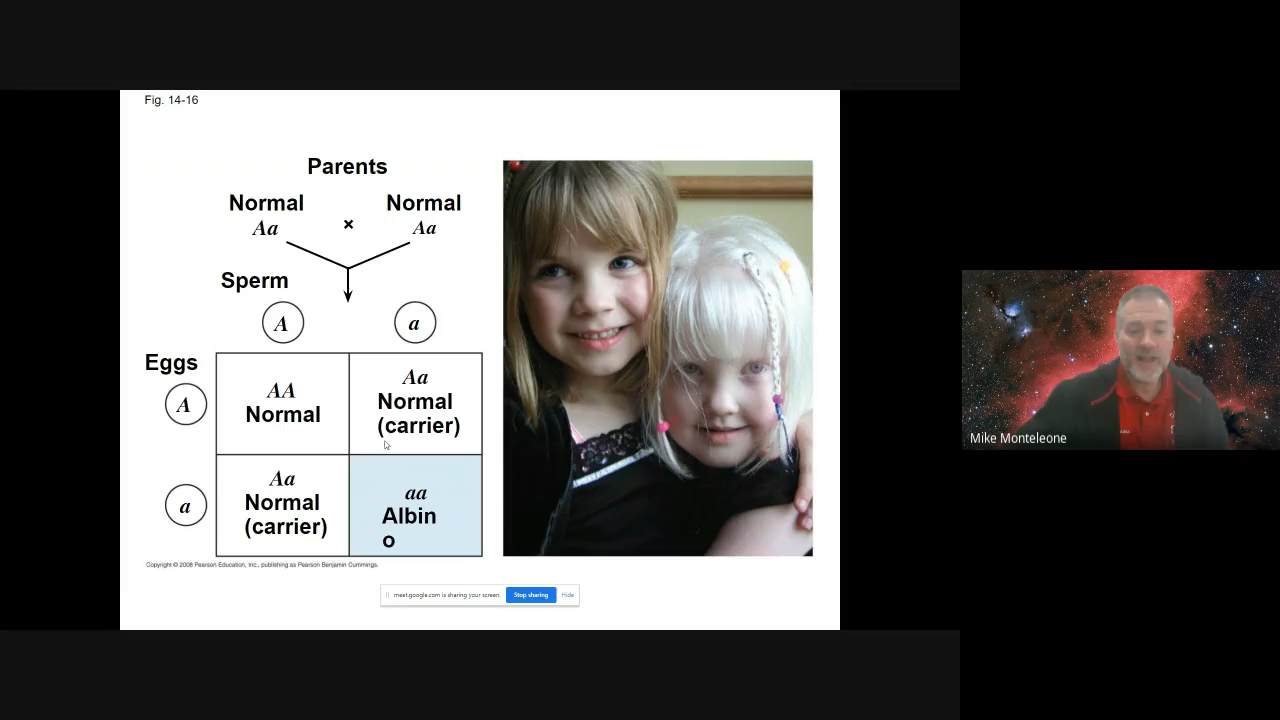 Fig. 14-16
Parents
Normal Normal
Aa × Aa
Sperm
A a
Eggs
A
AA
Normal
Aa
Normal
(carrier)
a
Aa
Normal
(carrier)
aa
Albin
o
Copyright © 2008 Pearson Education, Inc., publishing as Pearson Benjamin Cummings.
meet.google.com is sharing your screen. Stop sharing Hide
Mike Monteleone